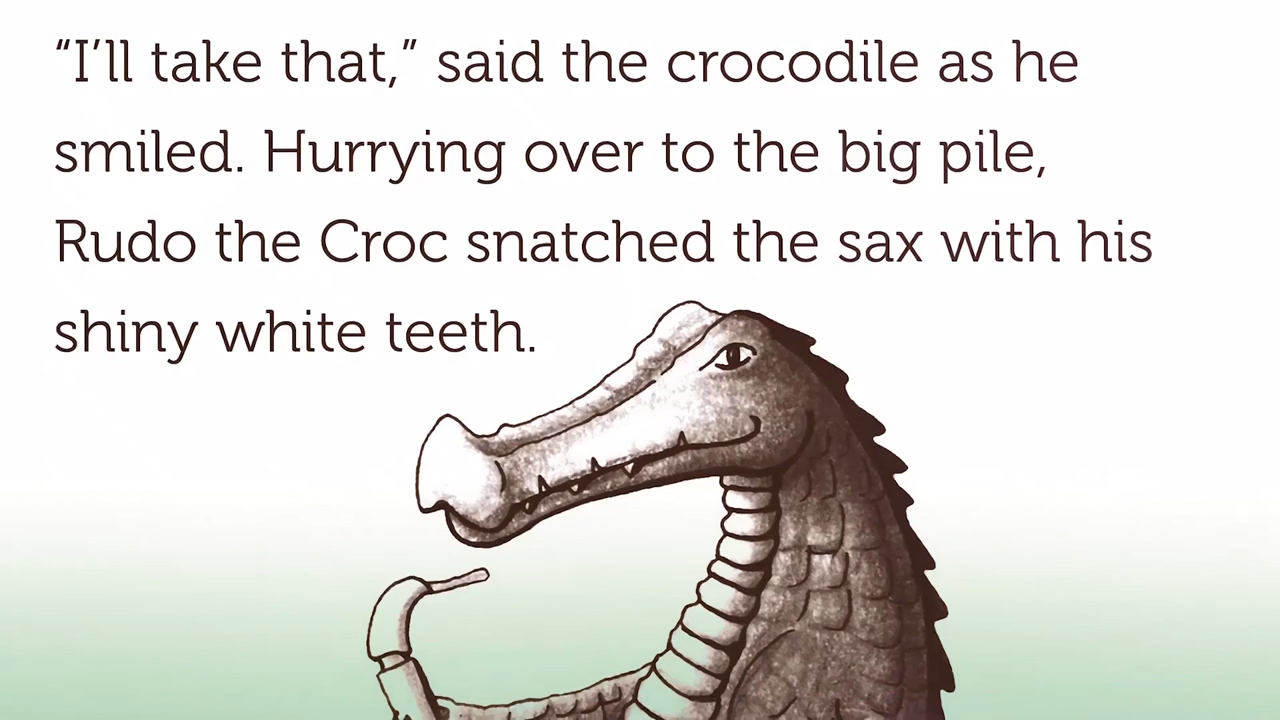 “I’ll take that,” said the crocodile as he
smiled. Hurrying over to the big pile,
Rudo the Croc snatched the sax with his
shiny white teeth.